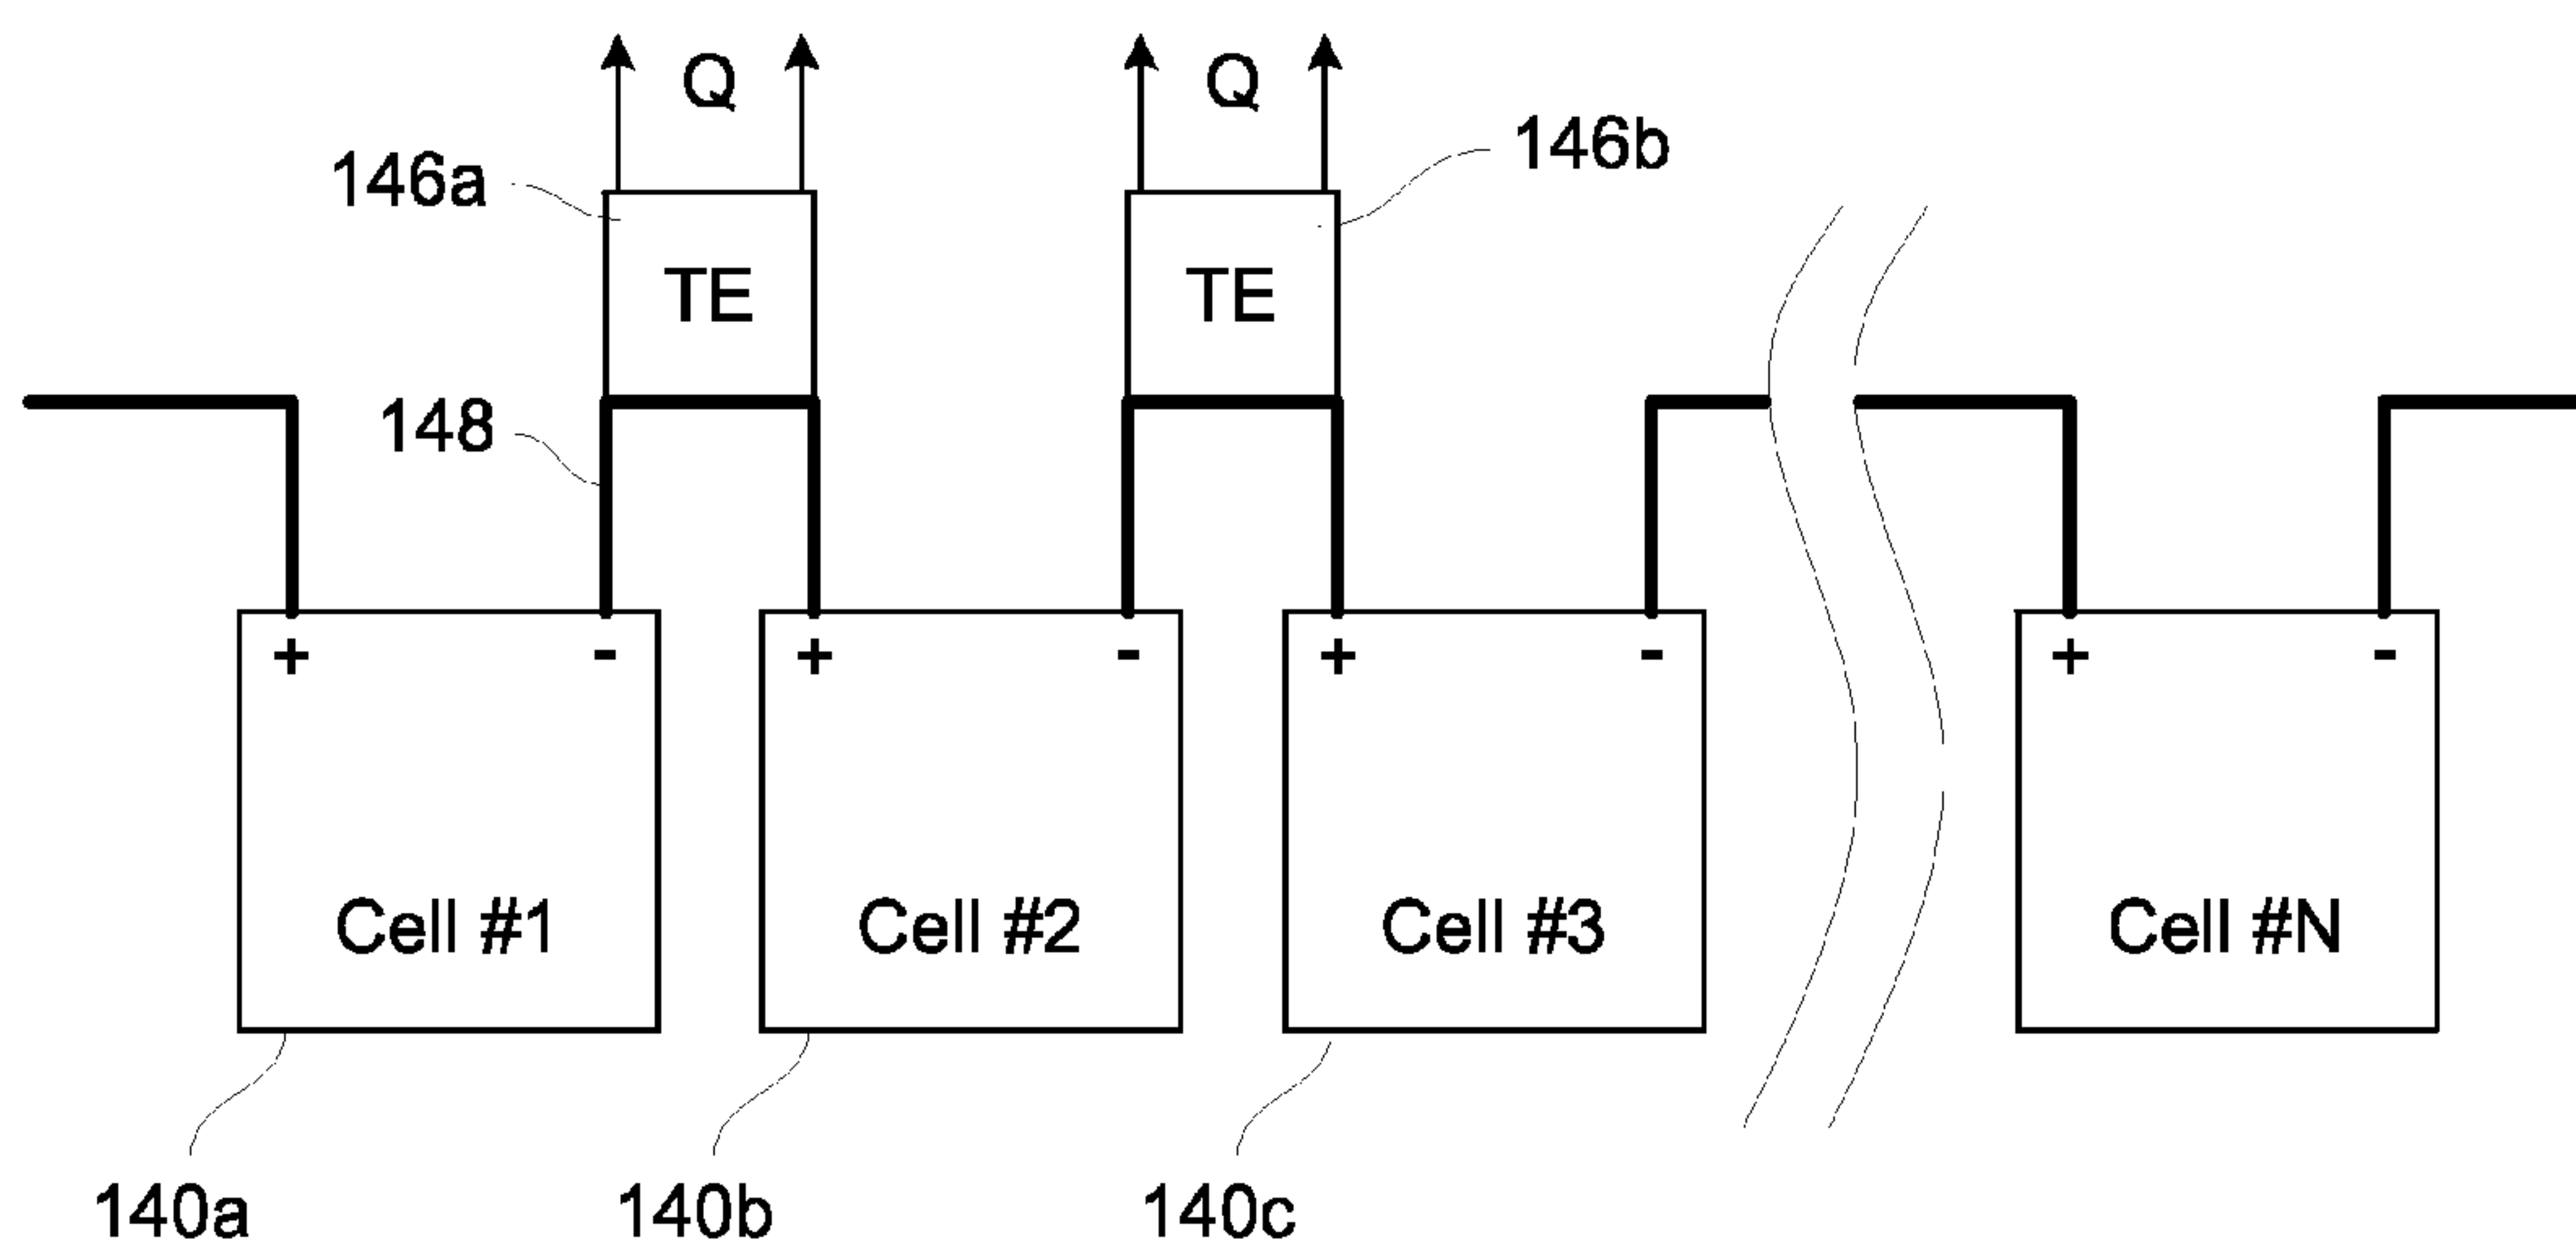 Q Q
146a 146b
TE TE
148
+ - + - + - + -
Cell #1 Cell #2 Cell #3 Cell #N
140a 140b 140c